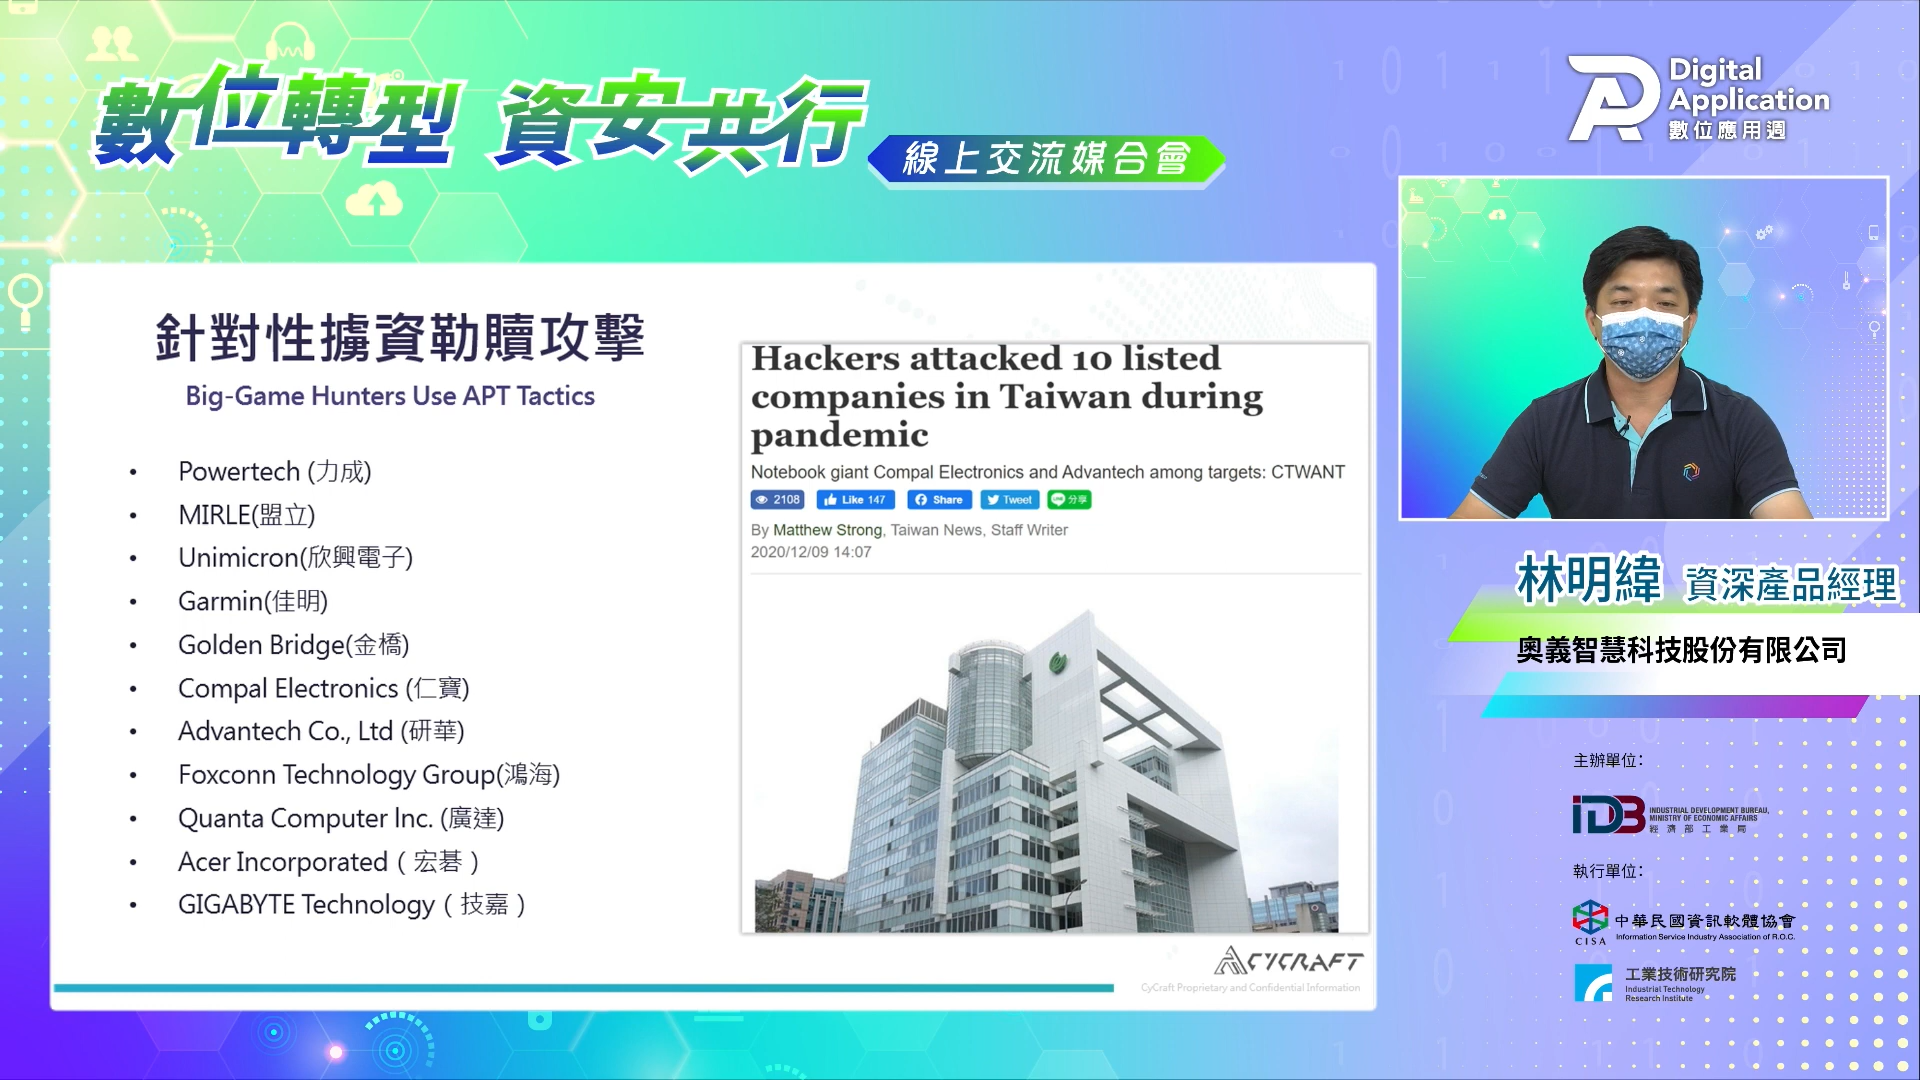 數位轉型 資安共行
線上交流媒合會
Digital
Application
數位應用週
針對性擄資勒贖攻擊
Big-Game Hunters Use APT Tactics
• Powertech (力成)
• MIRLE(盟立)
• Unimicron(欣興電子)
• Garmin(佳明)
• Golden Bridge(金橋)
• Compal Electronics (仁寶)
• Advantech Co., Ltd (研華)
• Foxconn Technology Group(鴻海)
• Quanta Computer Inc. (廣達)
• Acer Incorporated ( 宏碁 )
• GIGABYTE Technology ( 技嘉 )
Hackers attacked 10 listed
companies in Taiwan during
pandemic
Notebook giant Compal Electronics and Advantech among targets: CTWANT
2108 Like 147 Share Tweet 分享
By Matthew Strong, Taiwan News, Staff Writer
2020/12/09 14:07
CYCRAFT
CyCraft Proprietary and Confidential Information
林明緯 資深產品經理
奧義智慧科技股份有限公司
主辦單位:
IDB
INDUSTRIAL DEVELOPMENT BUREAU,
MINISTRY OF ECONOMIC AFFAIRS
經濟部工業局
執行單位:
CISA
中華民國資訊軟體協會
Information Service Industry Association of R.O.C.
工業技術研究院
Industrial Technology
Research Institute